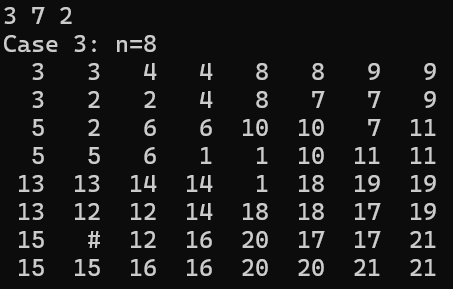 3 7 2
Case 3: n=8
3 3 4 4 8 8 9 9
3 2 2 4 8 7 7 9
5 2 6 6 10 10 7 11
5 5 6 1 1 10 11 11
13 13 14 14 1 18 19 19
13 12 12 14 18 18 17 19
15 # 12 16 20 17 17 21
15 15 16 16 20 20 21 21